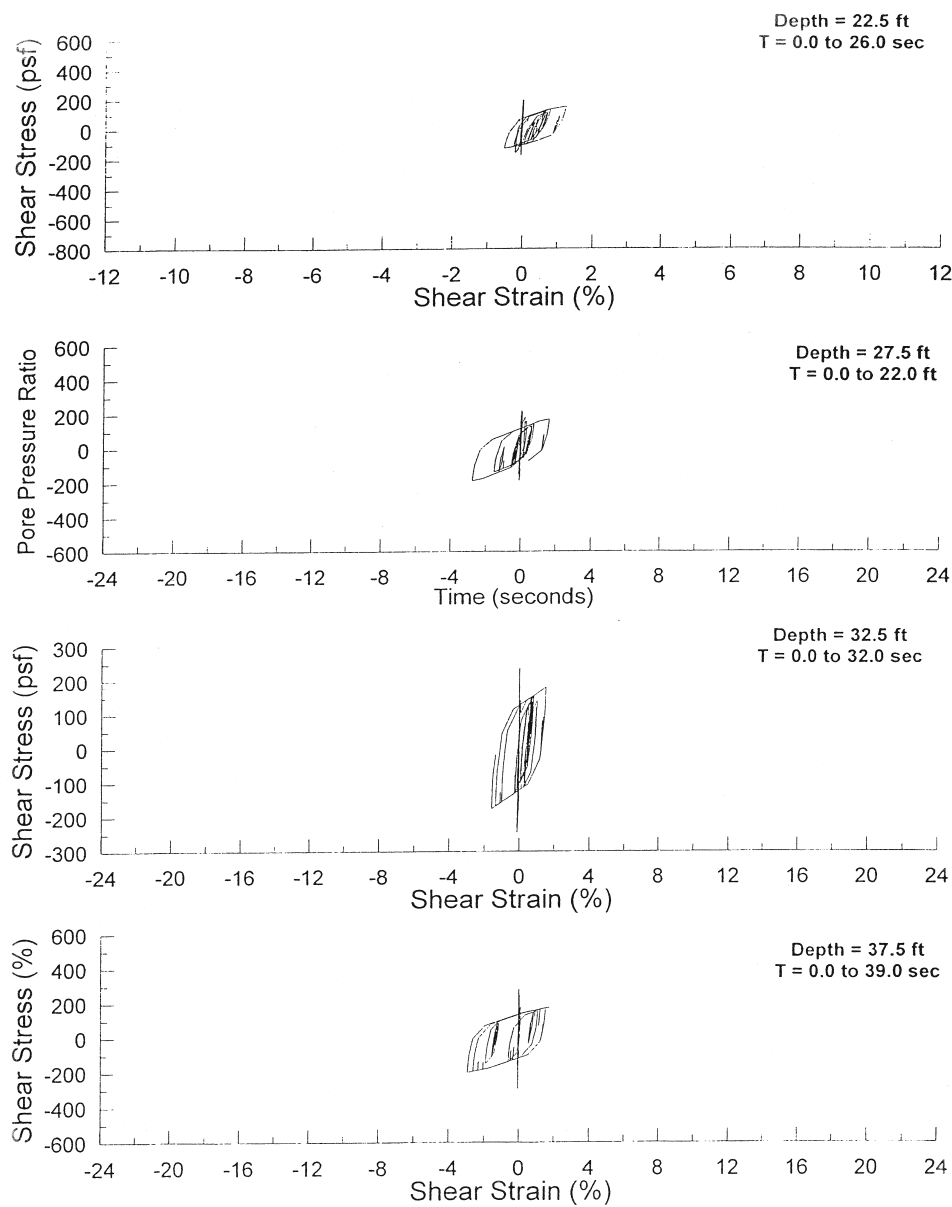 Depth = 22.5 ft
T = 0.0 to 26.0 sec
Shear Stress (psf)
600
400
200
0
-200
-400
-600
-800
-12 -10 -8 -6 -4 -2 0 2 4 6 8 10 12
Shear Strain (%)
Depth = 27.5 ft
T = 0.0 to 22.0 ft
Pore Pressure Ratio
600
400
200
0
-200
-400
-600
-24 -20 -16 -12 -8 -4 0 4 8 12 16 20 24
Time (seconds)
Depth = 32.5 ft
T = 0.0 to 32.0 sec
Shear Stress (psf)
300
200
100
0
-100
-200
-300
-24 -20 -16 -12 -8 -4 0 4 8 12 16 20 24
Shear Strain (%)
Depth = 37.5 ft
T = 0.0 to 39.0 sec
Shear Stress (%)
600
400
200
0
-200
-400
-600
-24 -20 -16 -12 -8 -4 0 4 8 12 16 20 24
Shear Strain (%)